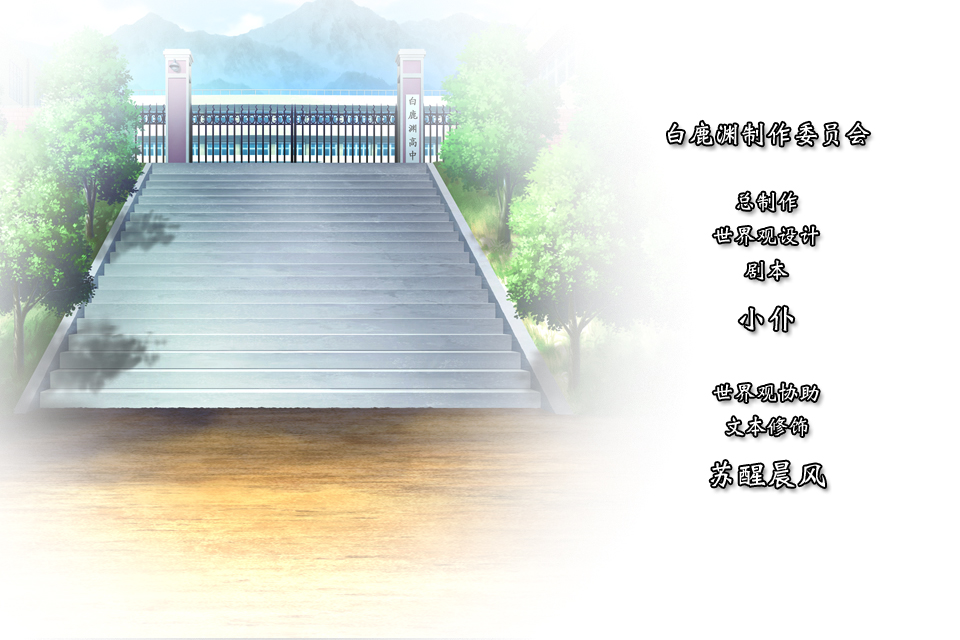 白鹿渊高中
白鹿渊制作委员会
总制作
世界观设计
剧本
小仆
世界观协助
文本修饰
苏醒晨风